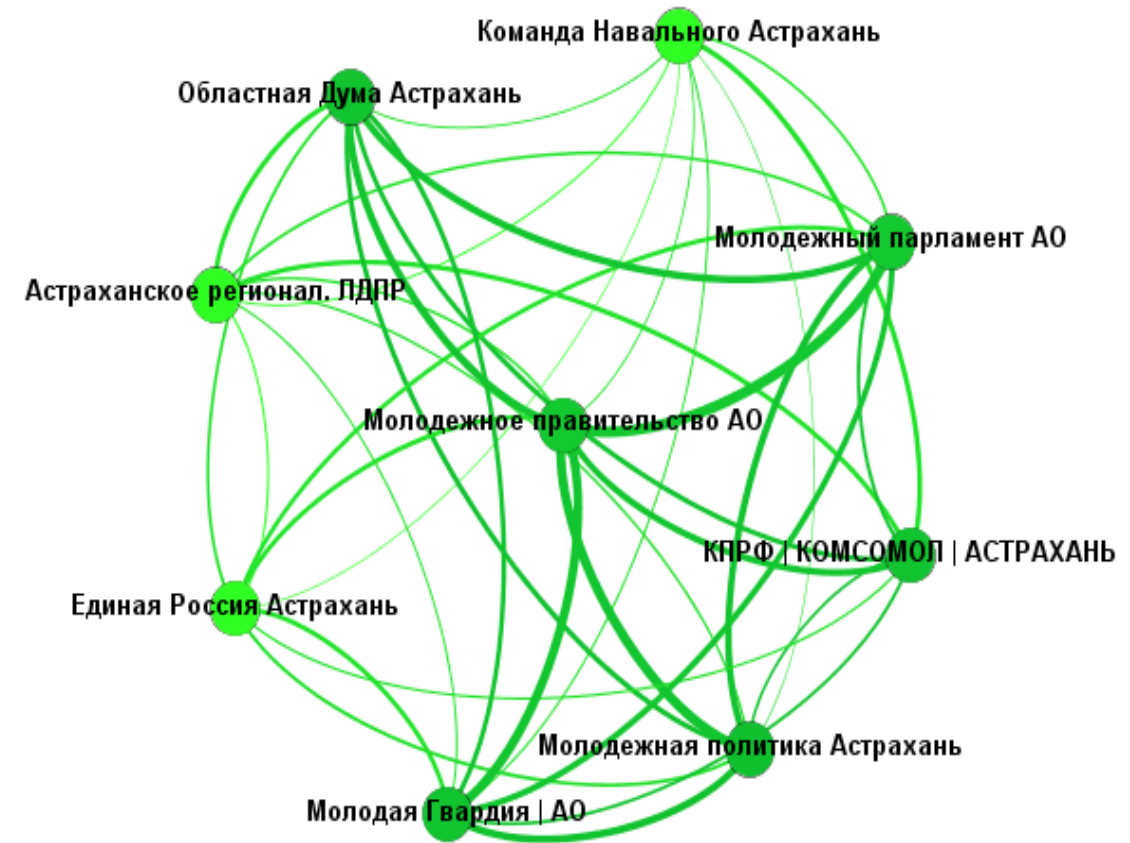 Команда Навального Астрахань
Областная Дума Астрахань
Молодежный парламент АО
Астраханское регионал. ЛДПР
Молодежное правительство АО
КПРФ | КОМСОМОЛ | АСТРАХАНЬ
Единая Россия Астрахань
Молодежная политика Астрахань
Молодая Гвардия | АО